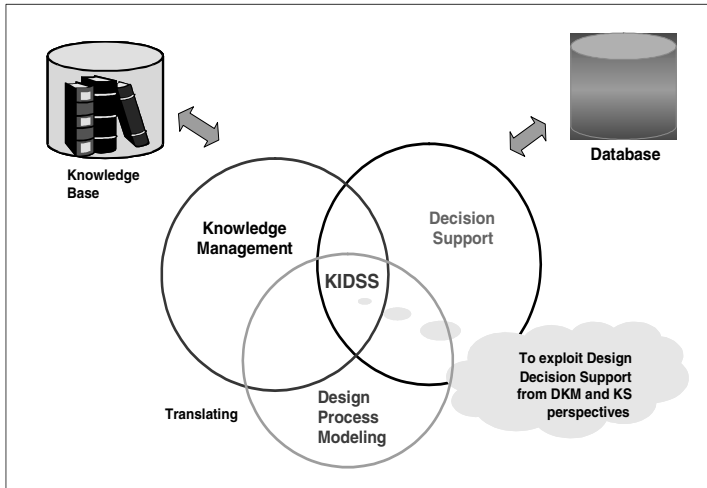 Knowledge
Base
Database
Knowledge
Management
Decision
Support
KIDSS
To exploit Design
Decision Support
from DKM and KS
perspectives
Translating
Design
Process
Modeling